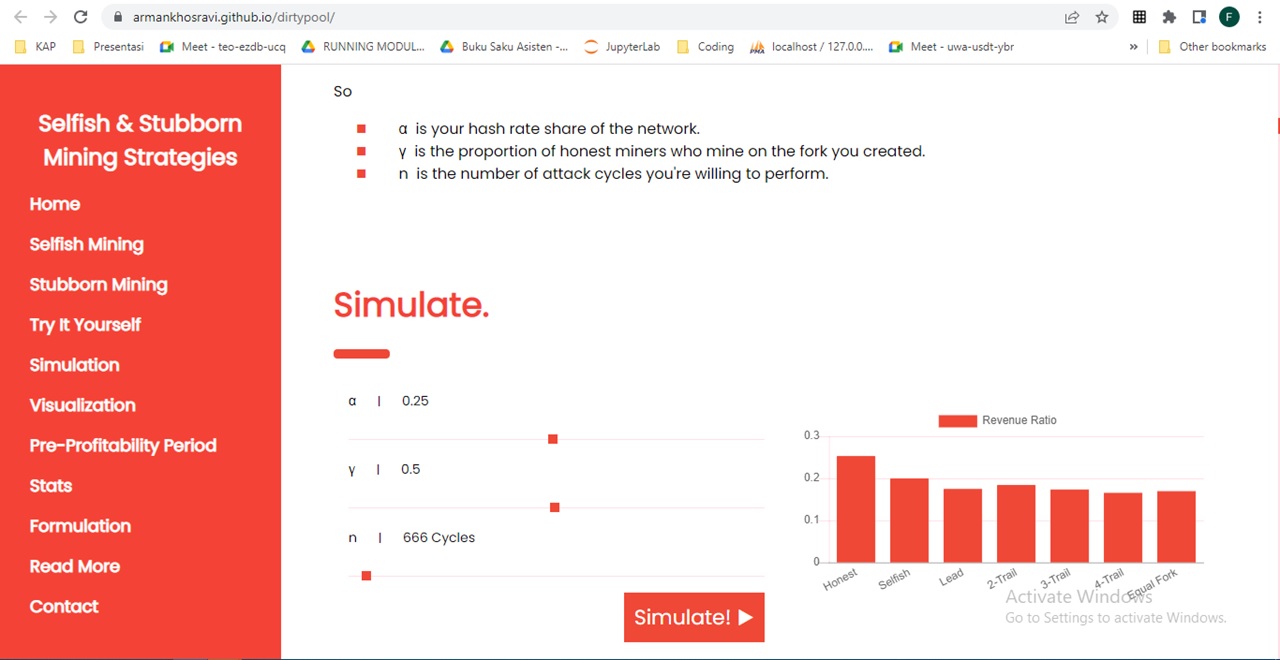 armankhosravi.github.io/dirtypool/
F
KAP
Presentasi
Meet - teo-ezdb-ucq
RUNNING MODUL...
Buku Saku Asisten -...
JupyterLab
Coding
localhost / 127.0.0....
Meet - uwa-usdt-ybr
»
Other bookmarks
Selfish & Stubborn
Mining Strategies
Home
Selfish Mining
Stubborn Mining
Try It Yourself
Simulation
Visualization
Pre-Profitability Period
Stats
Formulation
Read More
Contact
So
α is your hash rate share of the network.
γ is the proportion of honest miners who mine on the fork you created.
n is the number of attack cycles you're willing to perform.
Simulate.
α | 0.25
γ | 0.5
n | 666 Cycles
Simulate!
Revenue Ratio
0.3
0.2
0.1
0
Honest
Selfish
Lead
2-Trail
3-Trail
4-Trail
Equal Fork
Activate Windows
Go to Settings to activate Windows.